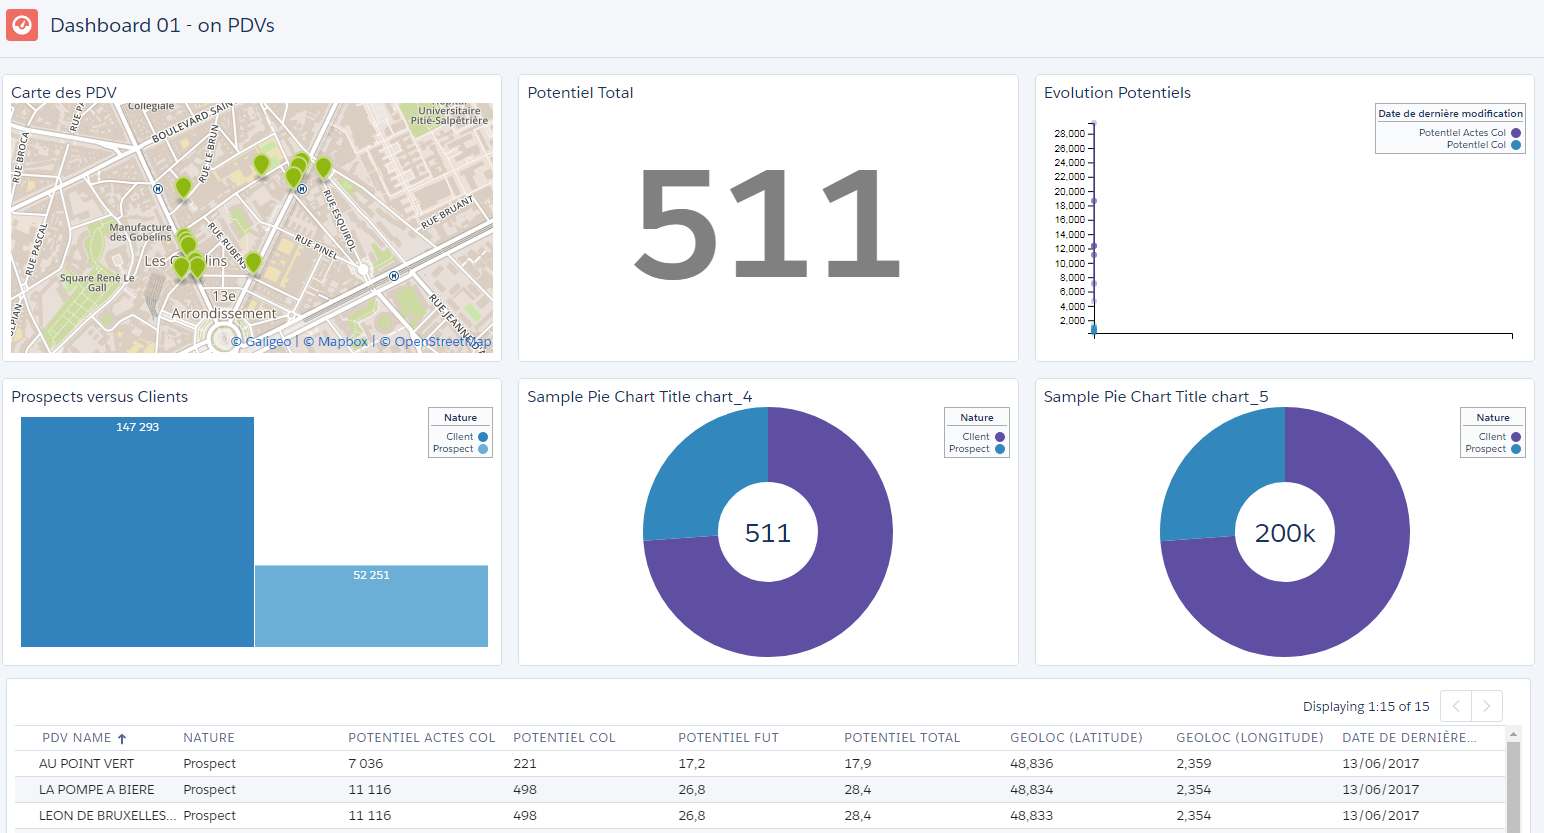 Dashboard 01 - on PDVs
Carte des PDV
Collégiale
BOULEVARD SAIN
RUE BROCA
RUE LE BRUN
Universitaire
Pitié-Salpêtrière
Manufacture
des Gobelins
RUE PASCAL
RUE RUBENS
RUE ESQUIROL
RUE PINEL
RUE BRUANT
Square René Le
Gall
13e
Arrondissement
© Galigeo | © Mapbox | © OpenStreetMap
Potentiel Total
511
Evolution Potentiels
Date de dernière modification
Potentiel Actes Col
Potentiel Col
28,000
26,000
24,000
22,000
20,000
18,000
16,000
14,000
12,000
10,000
8,000
6,000
4,000
2,000
Prospects versus Clients
147 293
52 251
Nature
Client
Prospect
Sample Pie Chart Title chart_4
Nature
Client
Prospect
511
Sample Pie Chart Title chart_5
Nature
Client
Prospect
200k
Displaying 1:15 of 15
PDV NAME NATURE POTENTIEL ACTES COL POTENTIEL COL POTENTIEL FUT POTENTIEL TOTAL GEOLOC (LATITUDE) GEOLOC (LONGITUDE) DATE DE DERNIÈRE...
AU POINT VERT Prospect 7 036 221 17,2 17,9 48,836 2,359 13/06/2017
LA POMPE A BIERE Prospect 11 116 498 26,8 28,4 48,834 2,354 13/06/2017
LEON DE BRUXELLES... Prospect 11 116 498 26,8 28,4 48,833 2,354 13/06/2017